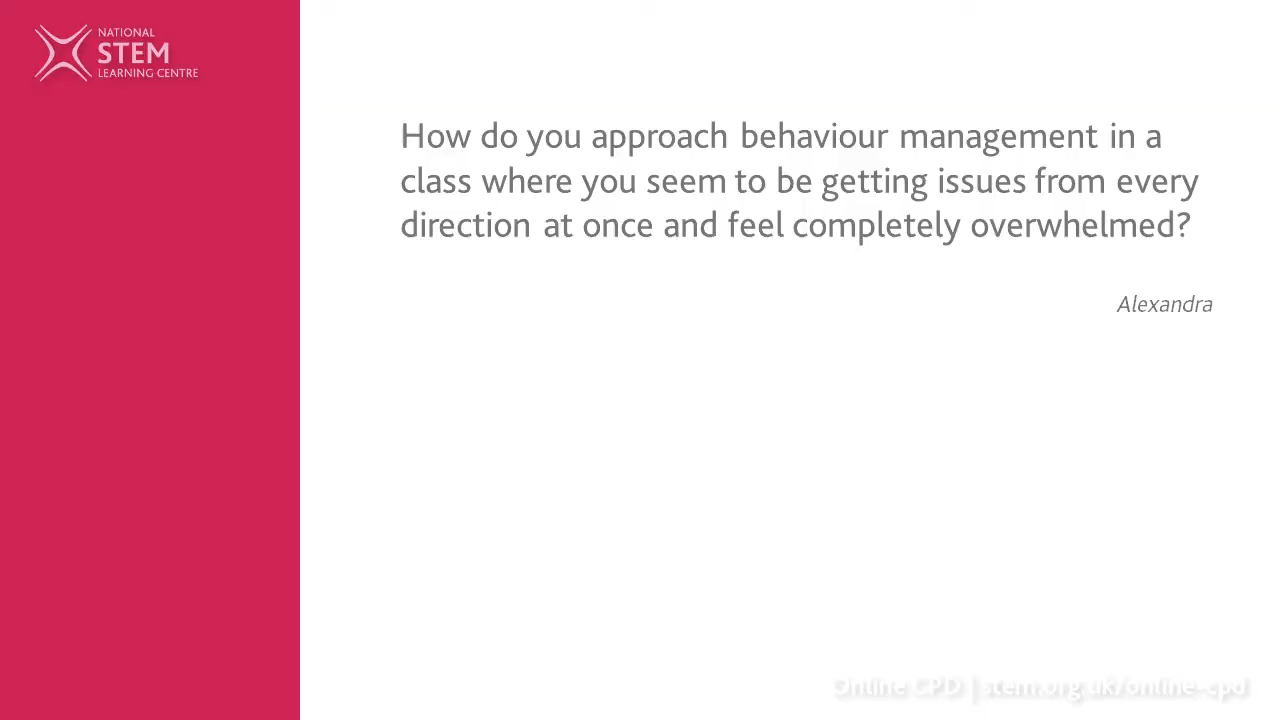 NATIONAL
STEM
LEARNING CENTRE
How do you approach behaviour management in a
class where you seem to be getting issues from every
direction at once and feel completely overwhelmed?
Alexandra
Online CPD | stem.org.uk/online-cpd